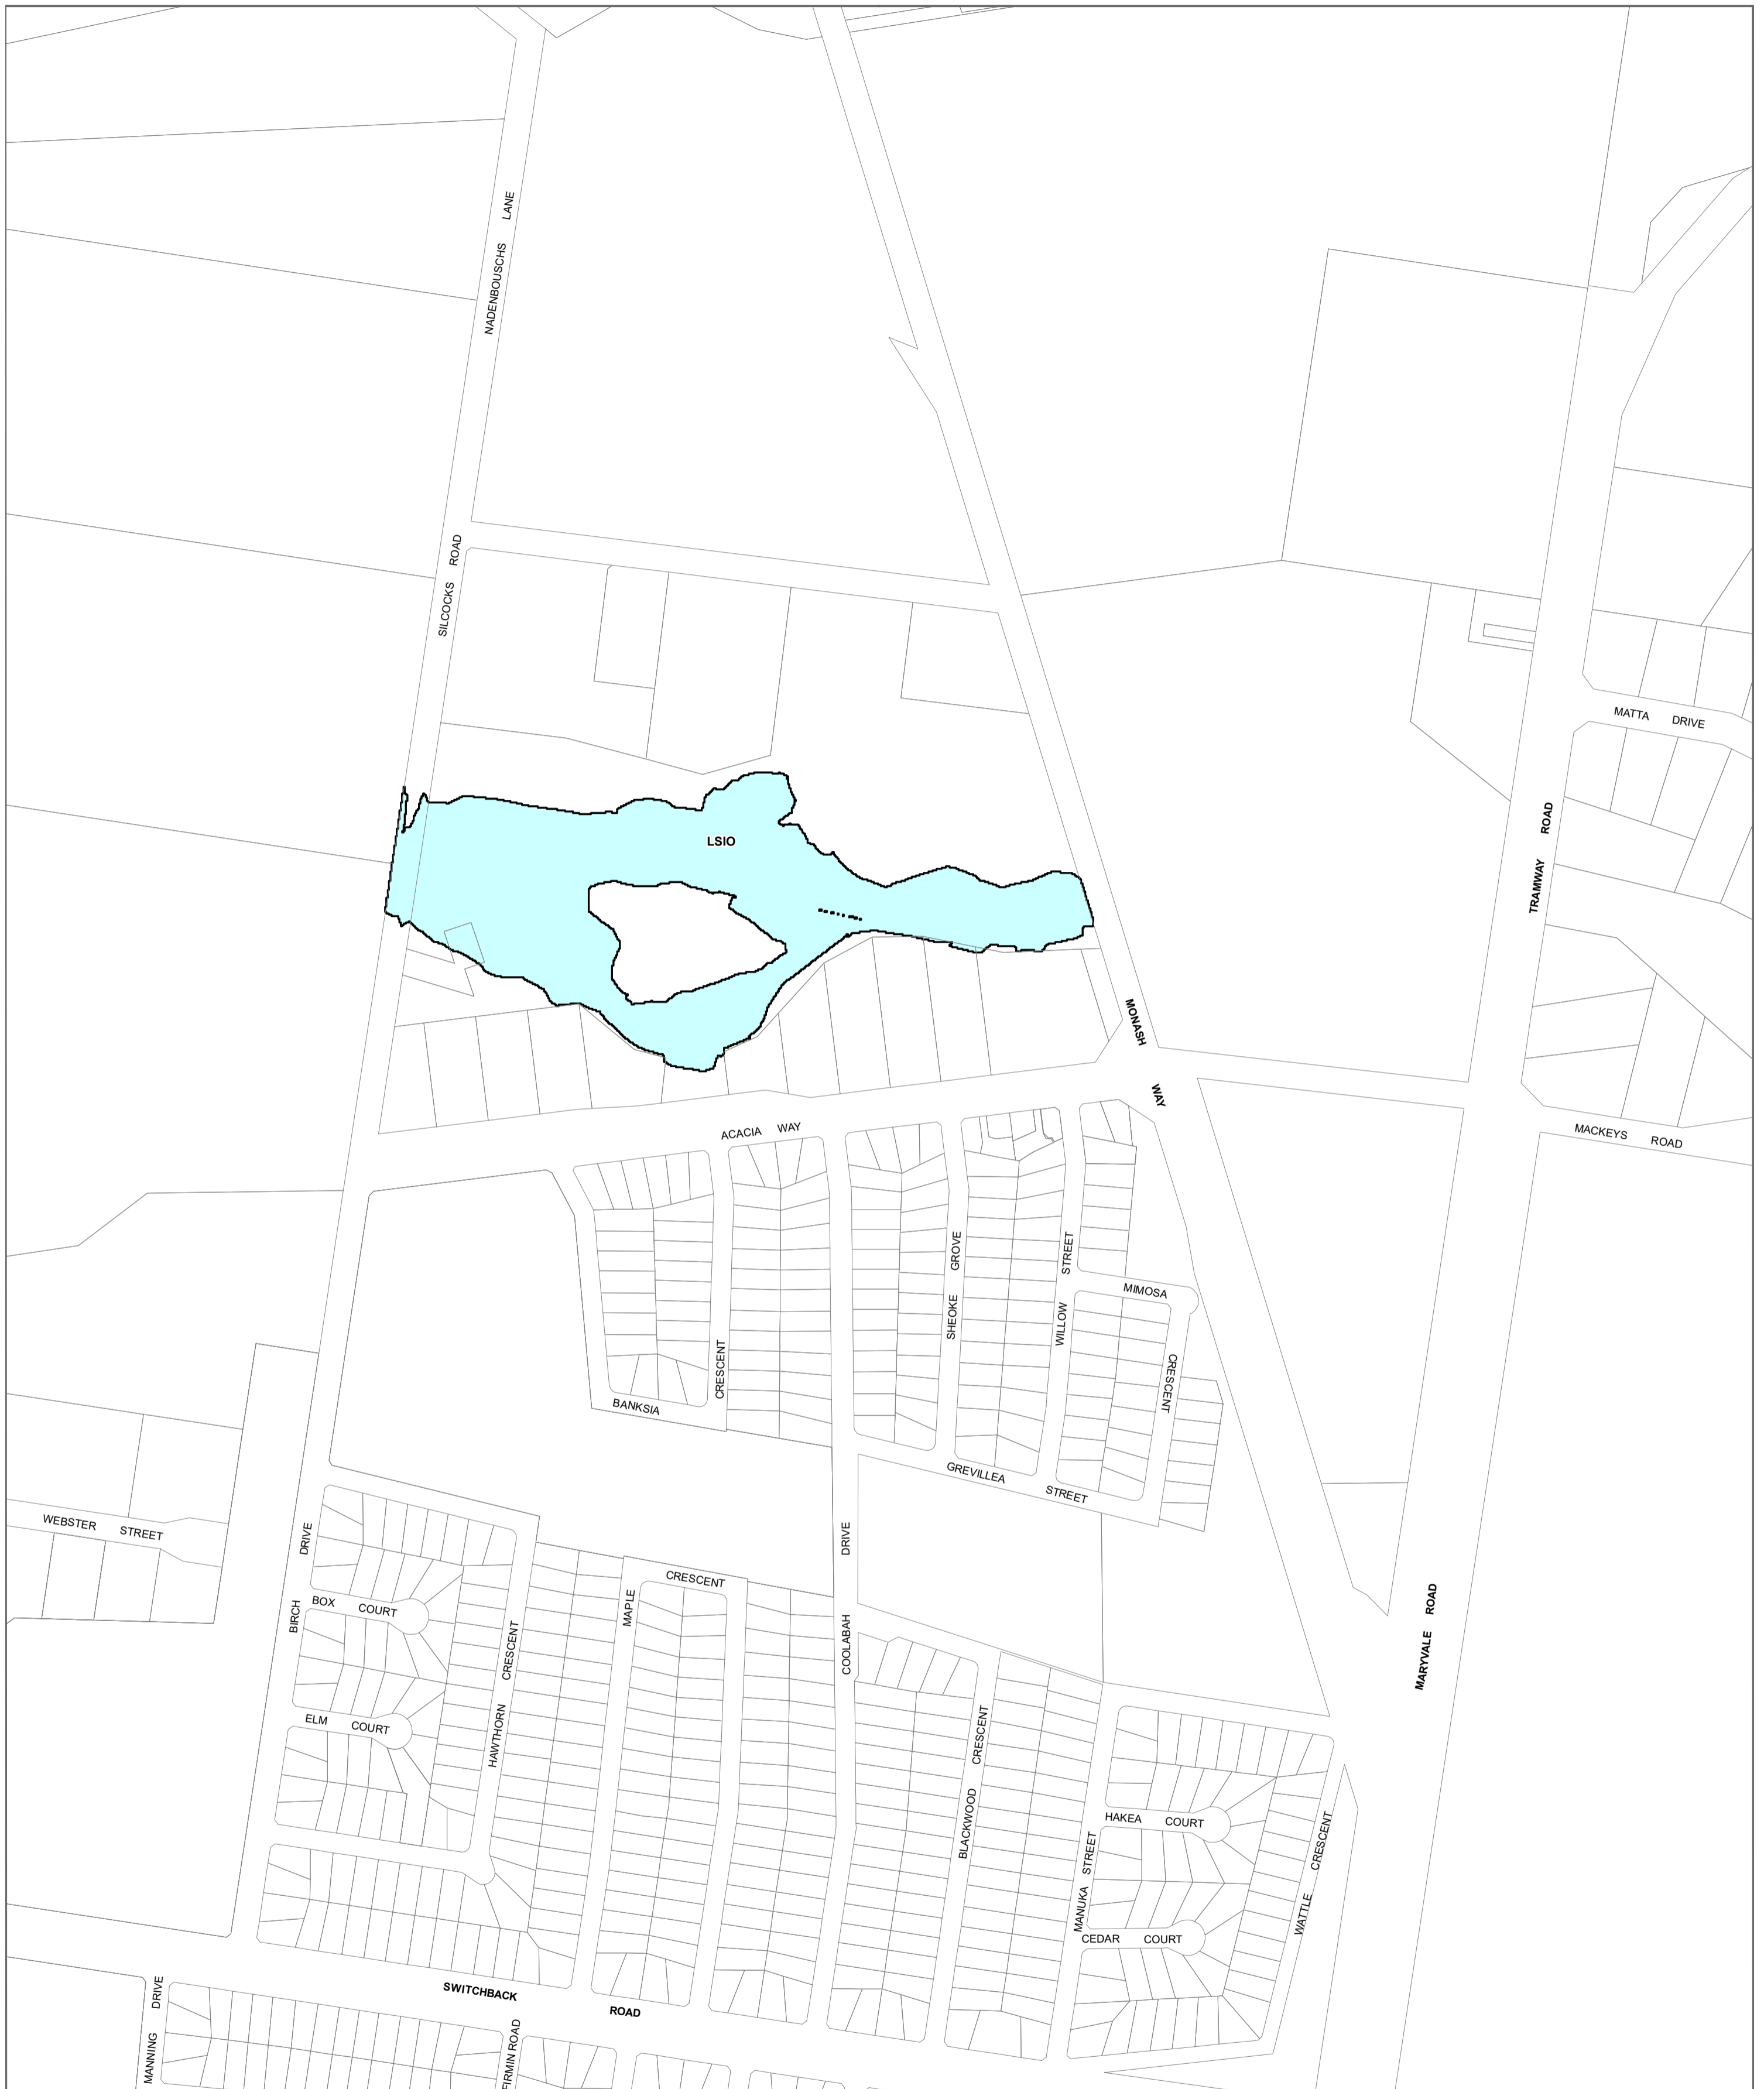 NADENBOUSCHS LANE
SILCOCKS ROAD
MATTA DRIVE
LSIO
TRAMWAY ROAD
MONASH WAY
ACACIA WAY
MACKEYS ROAD
SHEOKE GROVE
WILLOW STREET
MIMOSA CRESCENT
BANKSIA CRESCENT
GREVILLEA STREET
WEBSTER STREET
BIRCH DRIVE
BOX COURT
MAPLE CRESCENT
COOLABAH DRIVE
MARYVALE ROAD
ELM COURT
HAWTHORN CRESCENT
BLACKWOOD CRESCENT
HAKEA COURT
MANUKA STREET
WATTLE CRESCENT
CEDAR COURT
SWITCHBACK ROAD
MANNING DRIVE
FIRMIN ROAD